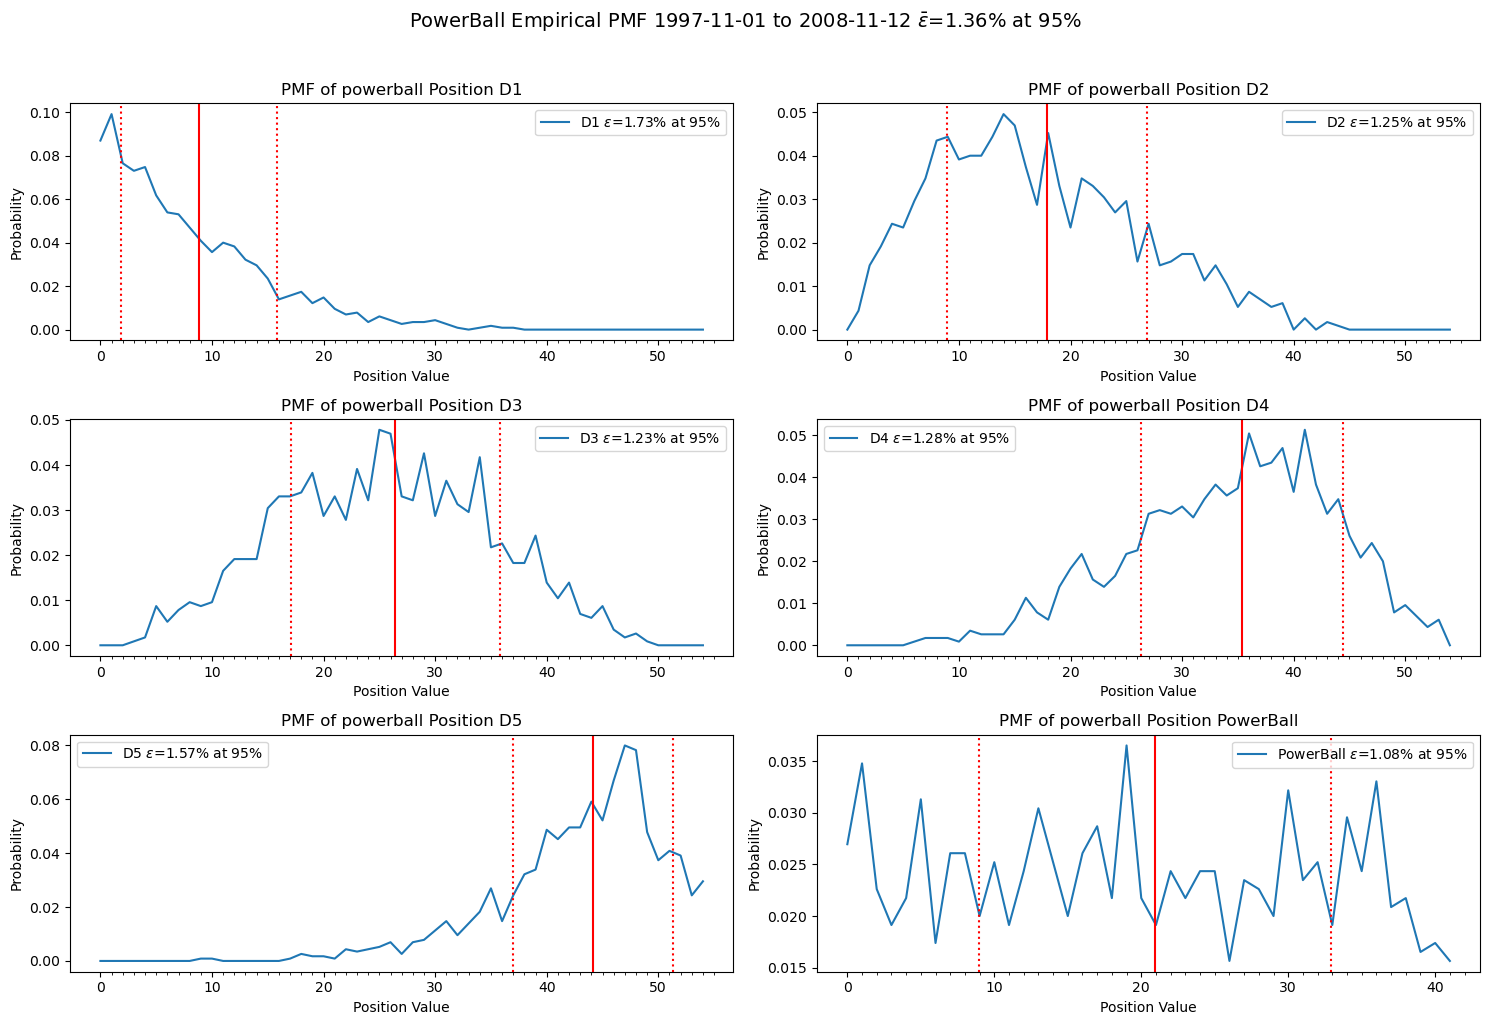 PowerBall Empirical PMF 1997-11-01 to 2008-11-12 ε̄=1.36% at 95%
PMF of powerball Position D1
D1 ε=1.73% at 95%
Probability
0.10
0.08
0.06
0.04
0.02
0.00
0 10 20 30 40 50
Position Value
PMF of powerball Position D2
D2 ε=1.25% at 95%
Probability
0.05
0.04
0.03
0.02
0.01
0.00
0 10 20 30 40 50
Position Value
PMF of powerball Position D3
D3 ε=1.23% at 95%
Probability
0.05
0.04
0.03
0.02
0.01
0.00
0 10 20 30 40 50
Position Value
PMF of powerball Position D4
D4 ε=1.28% at 95%
Probability
0.05
0.04
0.03
0.02
0.01
0.00
0 10 20 30 40 50
Position Value
PMF of powerball Position D5
D5 ε=1.57% at 95%
Probability
0.08
0.06
0.04
0.02
0.00
0 10 20 30 40 50
Position Value
PMF of powerball Position PowerBall
PowerBall ε=1.08% at 95%
Probability
0.035
0.030
0.025
0.020
0.015
0 10 20 30 40
Position Value